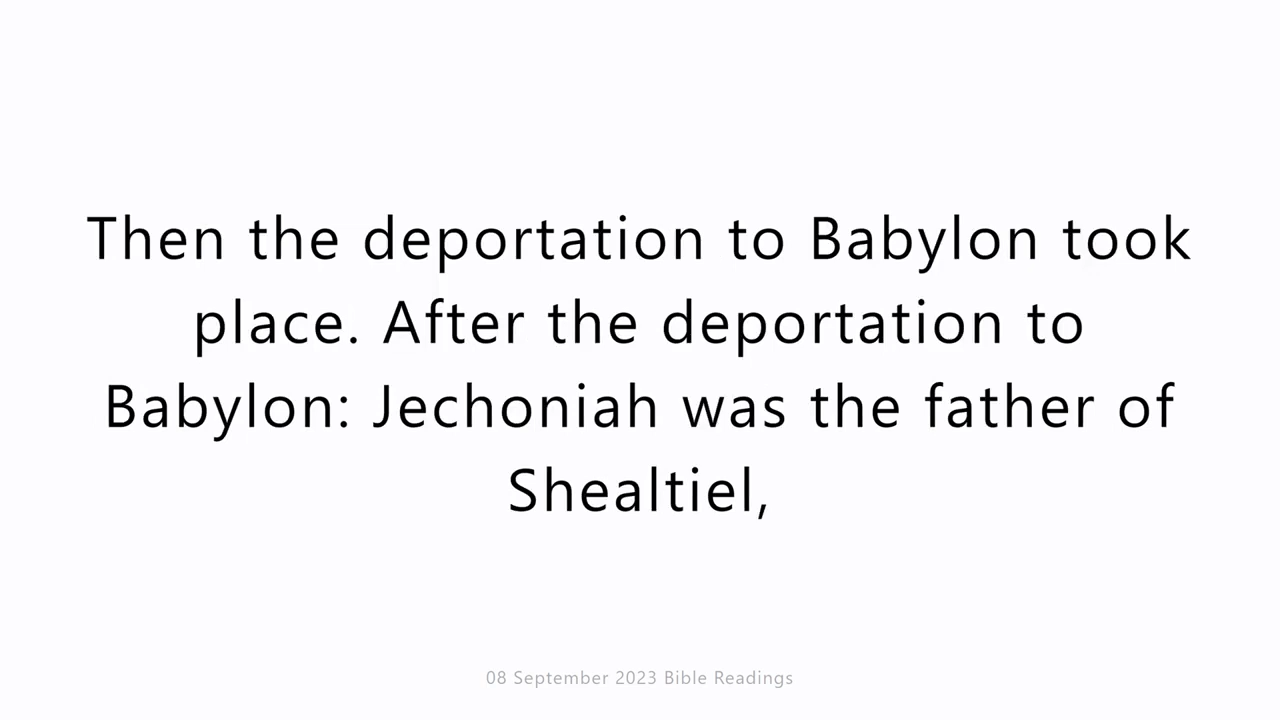 Then the deportation to Babylon took
place. After the deportation to
Babylon: Jechoniah was the father of
Shealtiel,
08 September 2023 Bible Readings